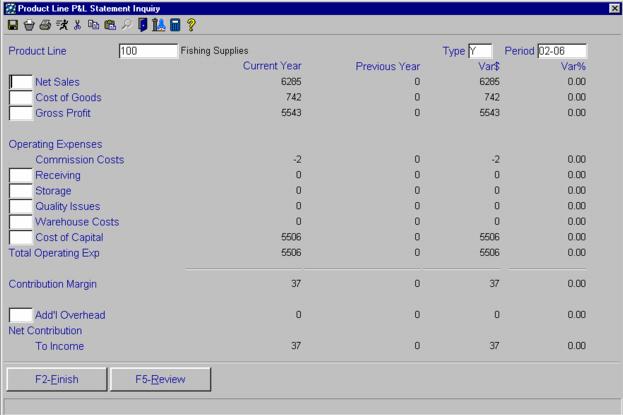 Product Line P&L Statement Inquiry
Product Line 100 Fishing Supplies Type Y Period 02-06
Current Year Previous Year Var$ Var%
Net Sales 6285 0 6285 0.00
Cost of Goods 742 0 742 0.00
Gross Profit 5543 0 5543 0.00
Operating Expenses
Commission Costs -2 0 -2 0.00
Receiving 0 0 0 0.00
Storage 0 0 0 0.00
Quality Issues 0 0 0 0.00
Warehouse Costs 0 0 0 0.00
Cost of Capital 5506 0 5506 0.00
Total Operating Exp 5506 0 5506 0.00
Contribution Margin 37 0 37 0.00
Add'l Overhead 0 0 0 0.00
Net Contribution
To Income 37 0 37 0.00
F2-Finish F5-Review